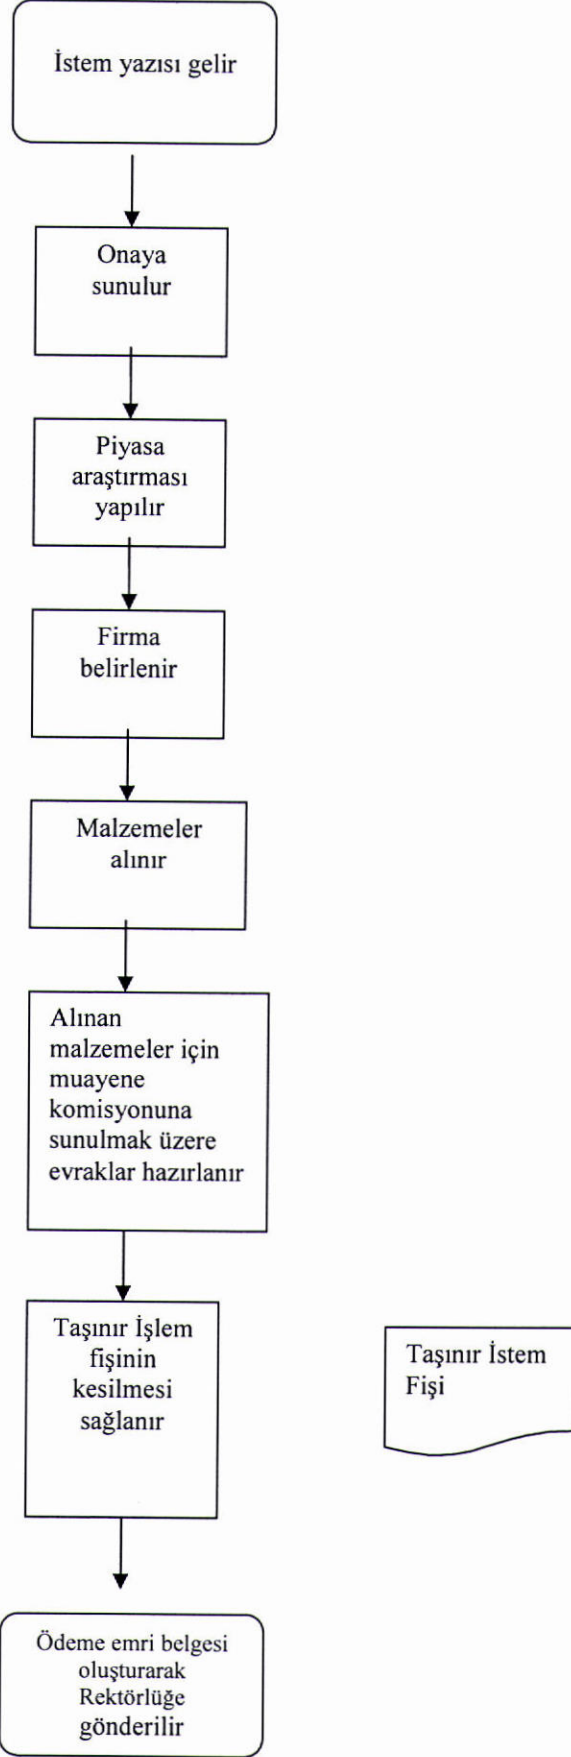 İstem yazısı gelir
Onaya
sunulur
Piyasa
araştırması
yapılır
Firma
belirlenir
Malzemeler
alınır
Alınan
malzemeler için
muayene
komisyonuna
sunulmak üzere
evraklar hazırlanır
Taşınır İşlem
fişinin
kesilmesi
sağlanır
Taşınır İstem
Fişi
Ödeme emri belgesi
oluşturarak
Rektörlüğe
gönderilir